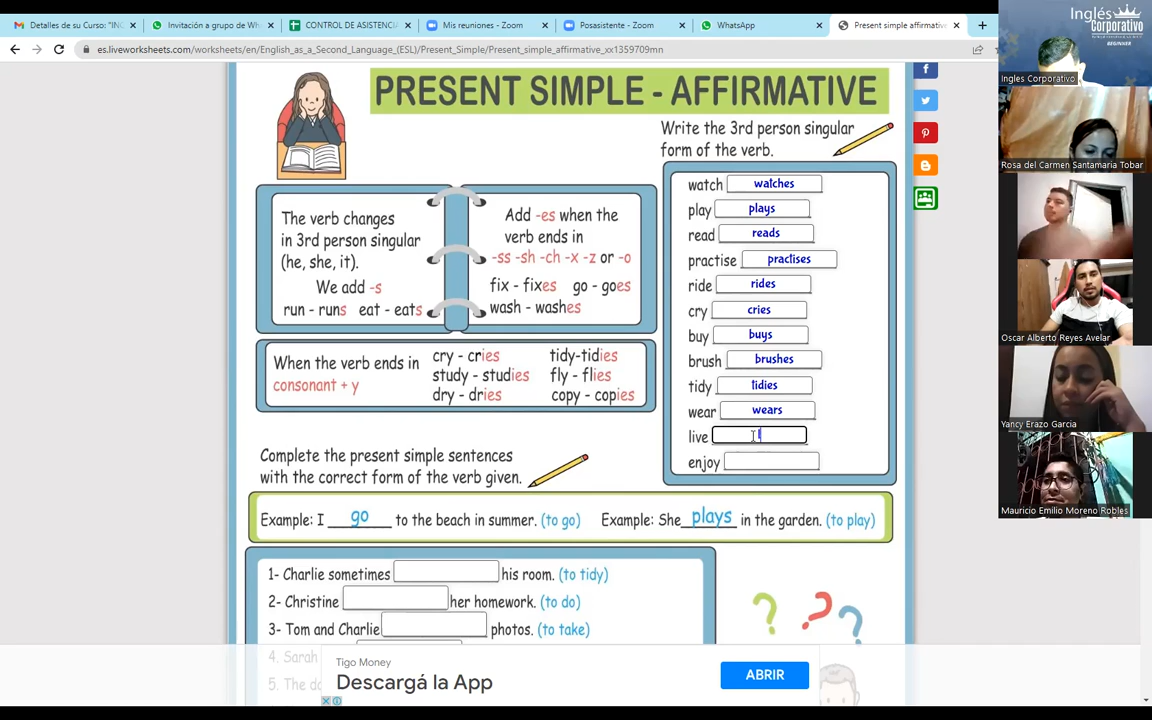 Detalles de su Curso: "IN
Invitación a grupo de Wh
CONTROL DE ASISTENCI
Mis reuniones - Zoom
Posasistente - Zoom
WhatsApp
Present simple affirmativ
es.liveworksheets.com/worksheets/en/English_as_a_Second_Language_(ESL)/Present_Simple/Present_simple_affirmative_xx1359709mn
PRESENT SIMPLE - AFFIRMATIVE
The verb changes
in 3rd person singular
(he, she, it).
We add -s
run - runs eat - eats
Add -es when the
verb ends in
-ss -sh -ch -x -z or -o
fix - fixes go - goes
wash - washes
When the verb ends in
consonant + y
cry - cries tidy-tidies
study - studies fly - flies
dry - dries copy - copies
Write the 3rd person singular
form of the verb.
watch watches
play plays
read reads
practise practises
ride rides
cry cries
buy buys
brush brushes
tidy tidies
wear wears
live l
enjoy
Complete the present simple sentences
with the correct form of the verb given.
Example: I go to the beach in summer. (to go)
Example: She plays in the garden. (to play)
1- Charlie sometimes his room. (to tidy)
2- Christine her homework. (to do)
3- Tom and Charlie photos. (to take)
4. Sarah
5. The do
Tigo Money
Descargá la App
ABRIR
Inglés
Corporativo
BEGINNER
Ingles Corporativo
Rosa del Carmen Santamaría Tobar
Oscar Alberto Reyes Avelar
Yancy Erazo Garcia
Mauricio Emilio Moreno Robles